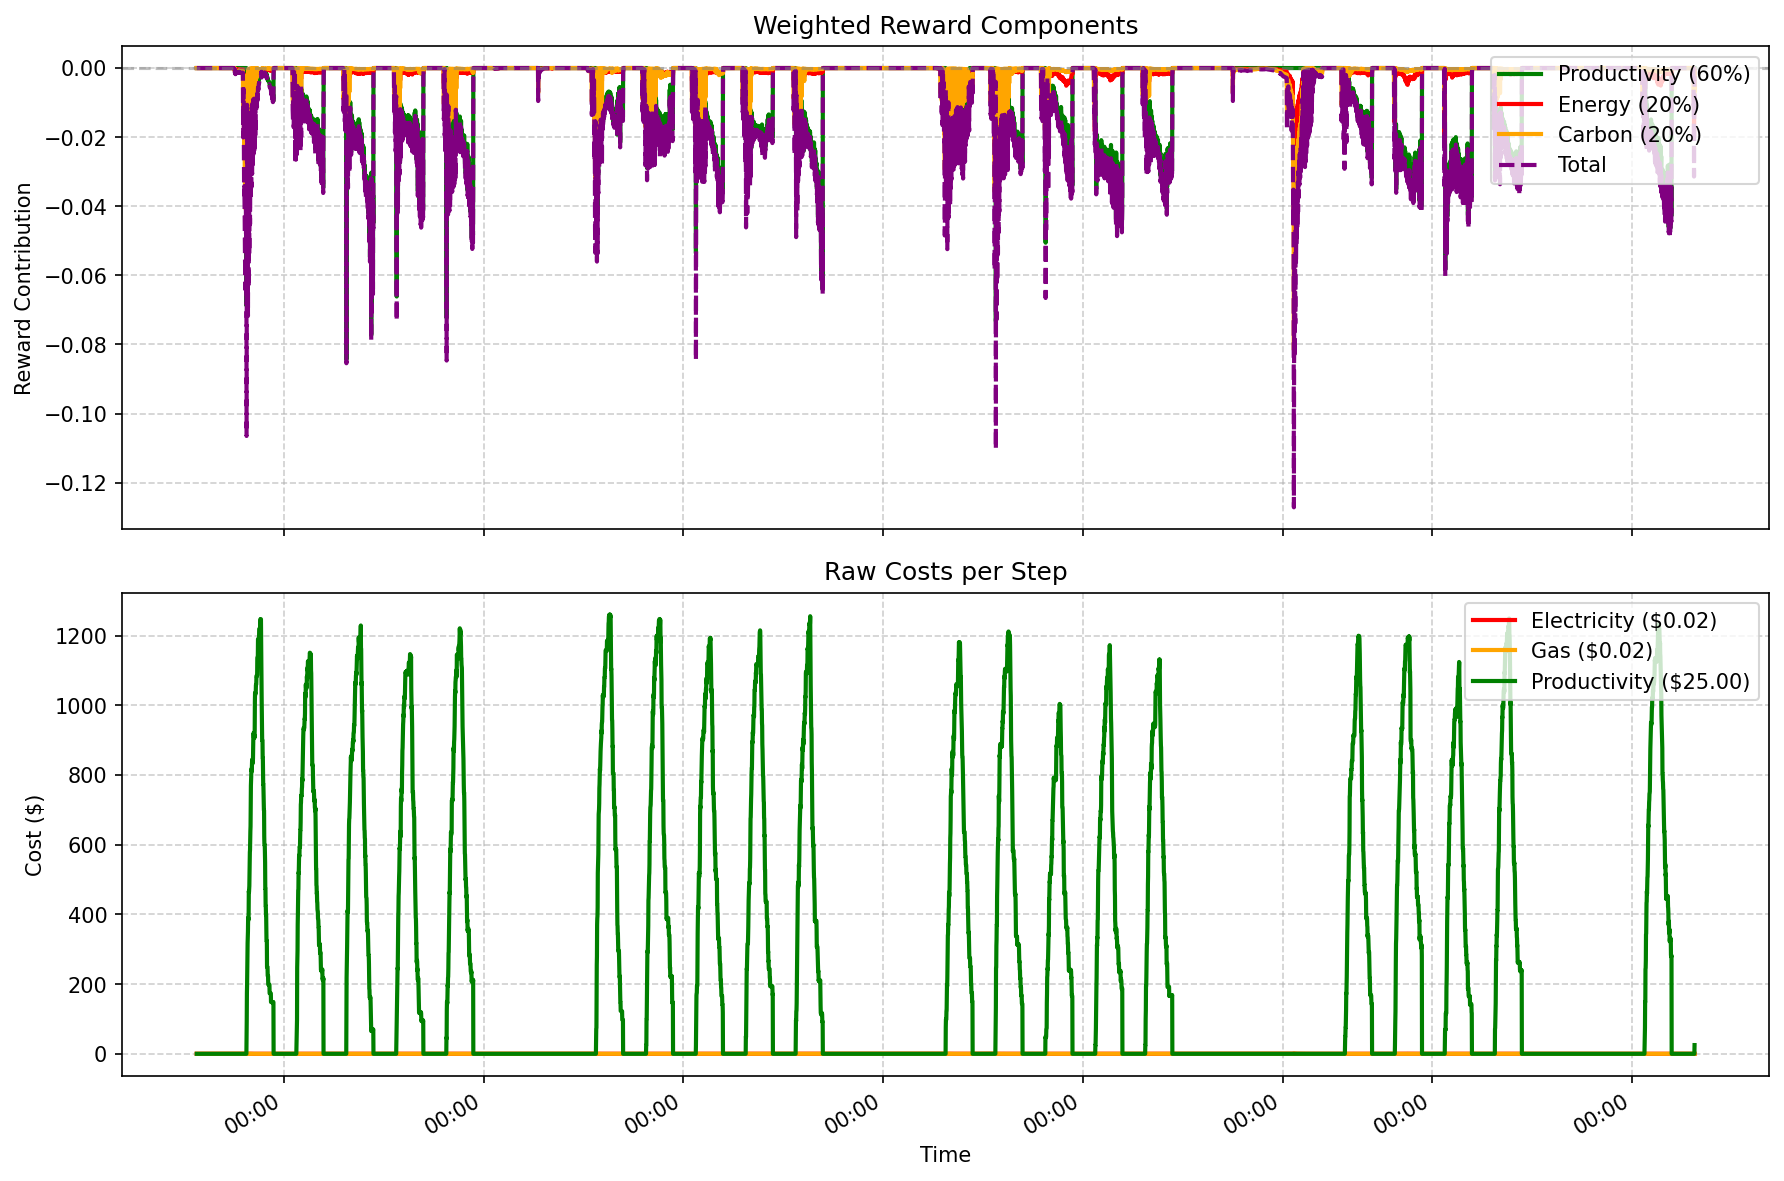 Weighted Reward Components
Reward Contribution
0.00
−0.02
−0.04
−0.06
−0.08
−0.10
−0.12
Productivity (60%)
Energy (20%)
Carbon (20%)
Total
Raw Costs per Step
Cost ($)
1200
1000
800
600
400
200
0
Electricity ($0.02)
Gas ($0.02)
Productivity ($25.00)
00:00 00:00 00:00 00:00 00:00 00:00 00:00 00:00
Time